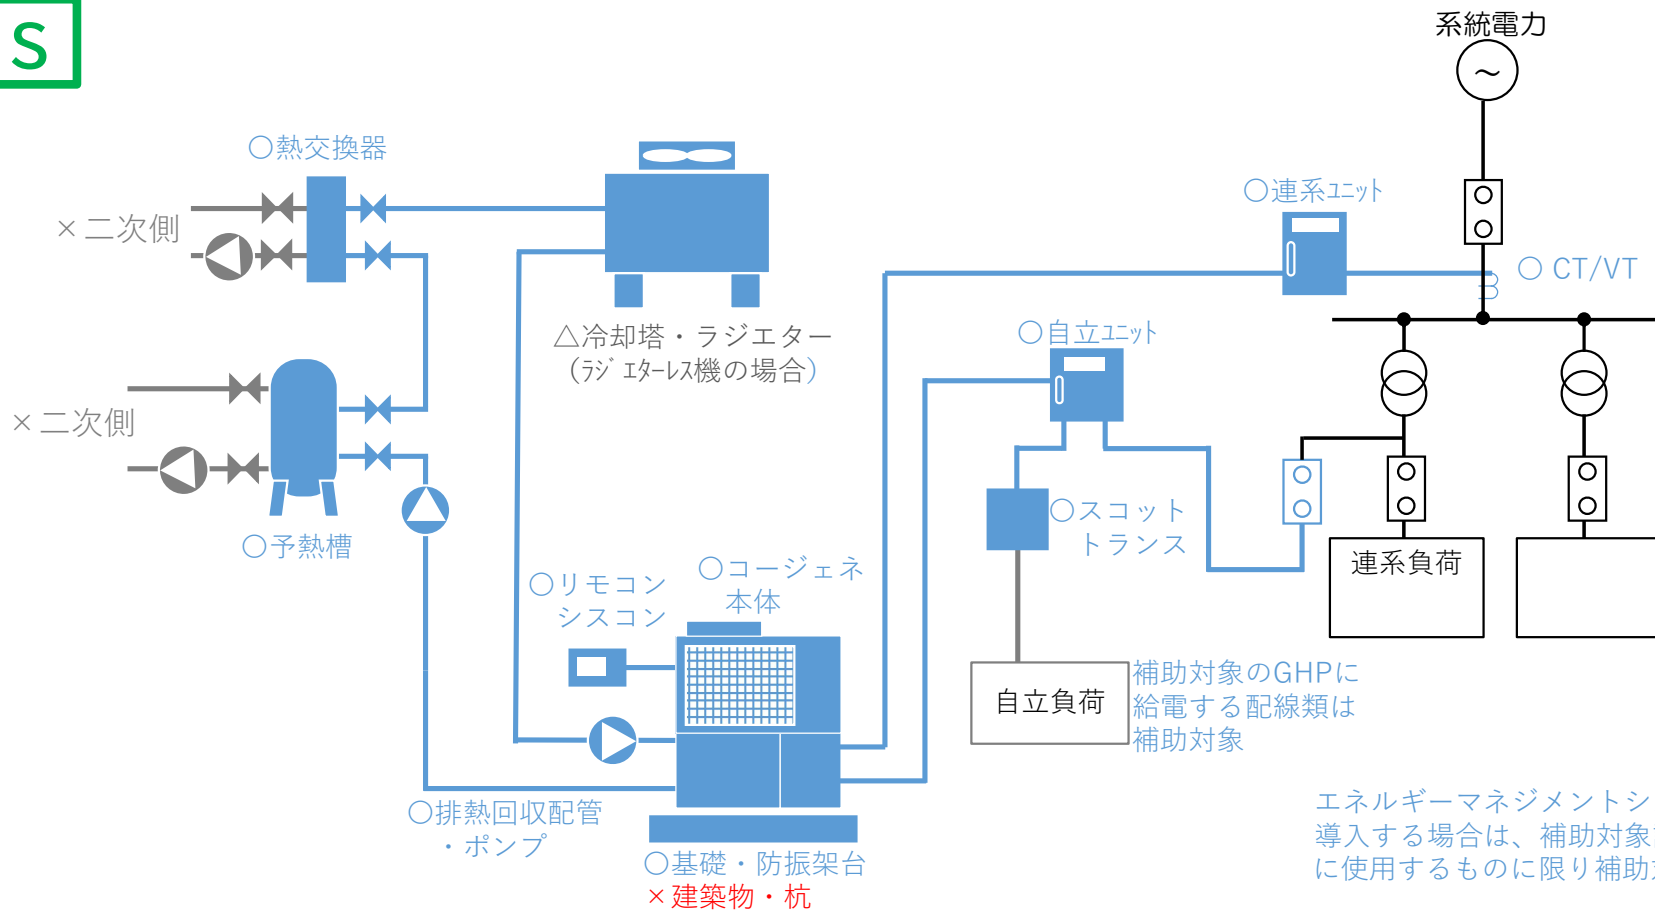 S
系統電力
○熱交換器
○連系ユニット
×二次側
○ CT/VT
△冷却塔・ラジエター
（ラジエターレス機の場合）
○自立ユニット
×二次側
○予熱槽
○スコット
トランス
○コージェネ
本体
○リモコン
シスコン
連系負荷
自立負荷
補助対象のGHPに
給電する配線類は
補助対象
○排熱回収配管
・ポンプ
エネルギーマネジメントシ
導入する場合は、補助対象
に使用するものに限り補助
○基礎・防振架台
×建築物・杭